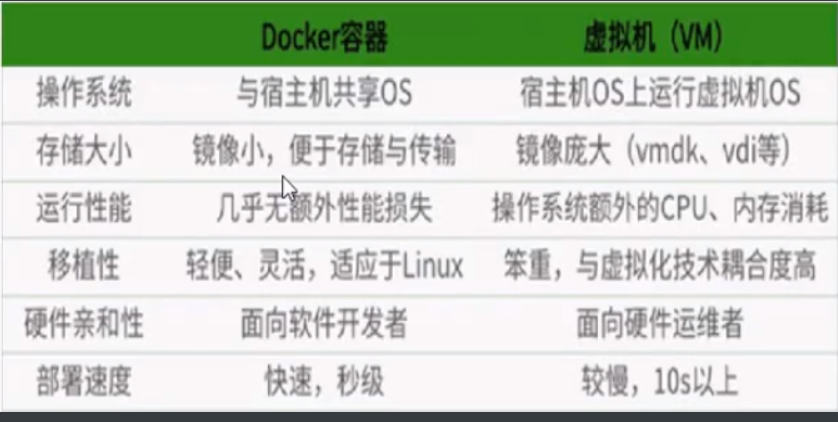 Docker容器 虚拟机（VM）
操作系统 与宿主机共享OS 宿主机OS上运行虚拟机OS
存储大小 镜像小，便于存储与传输 镜像庞大（vmdk、vdi等）
运行性能 几乎无额外性能损失 操作系统额外的CPU、内存消耗
移植性 轻便、灵活，适应于Linux 笨重，与虚拟化技术耦合度高
硬件亲和性 面向软件开发者 面向硬件运维者
部署速度 快速，秒级 较慢，10s以上